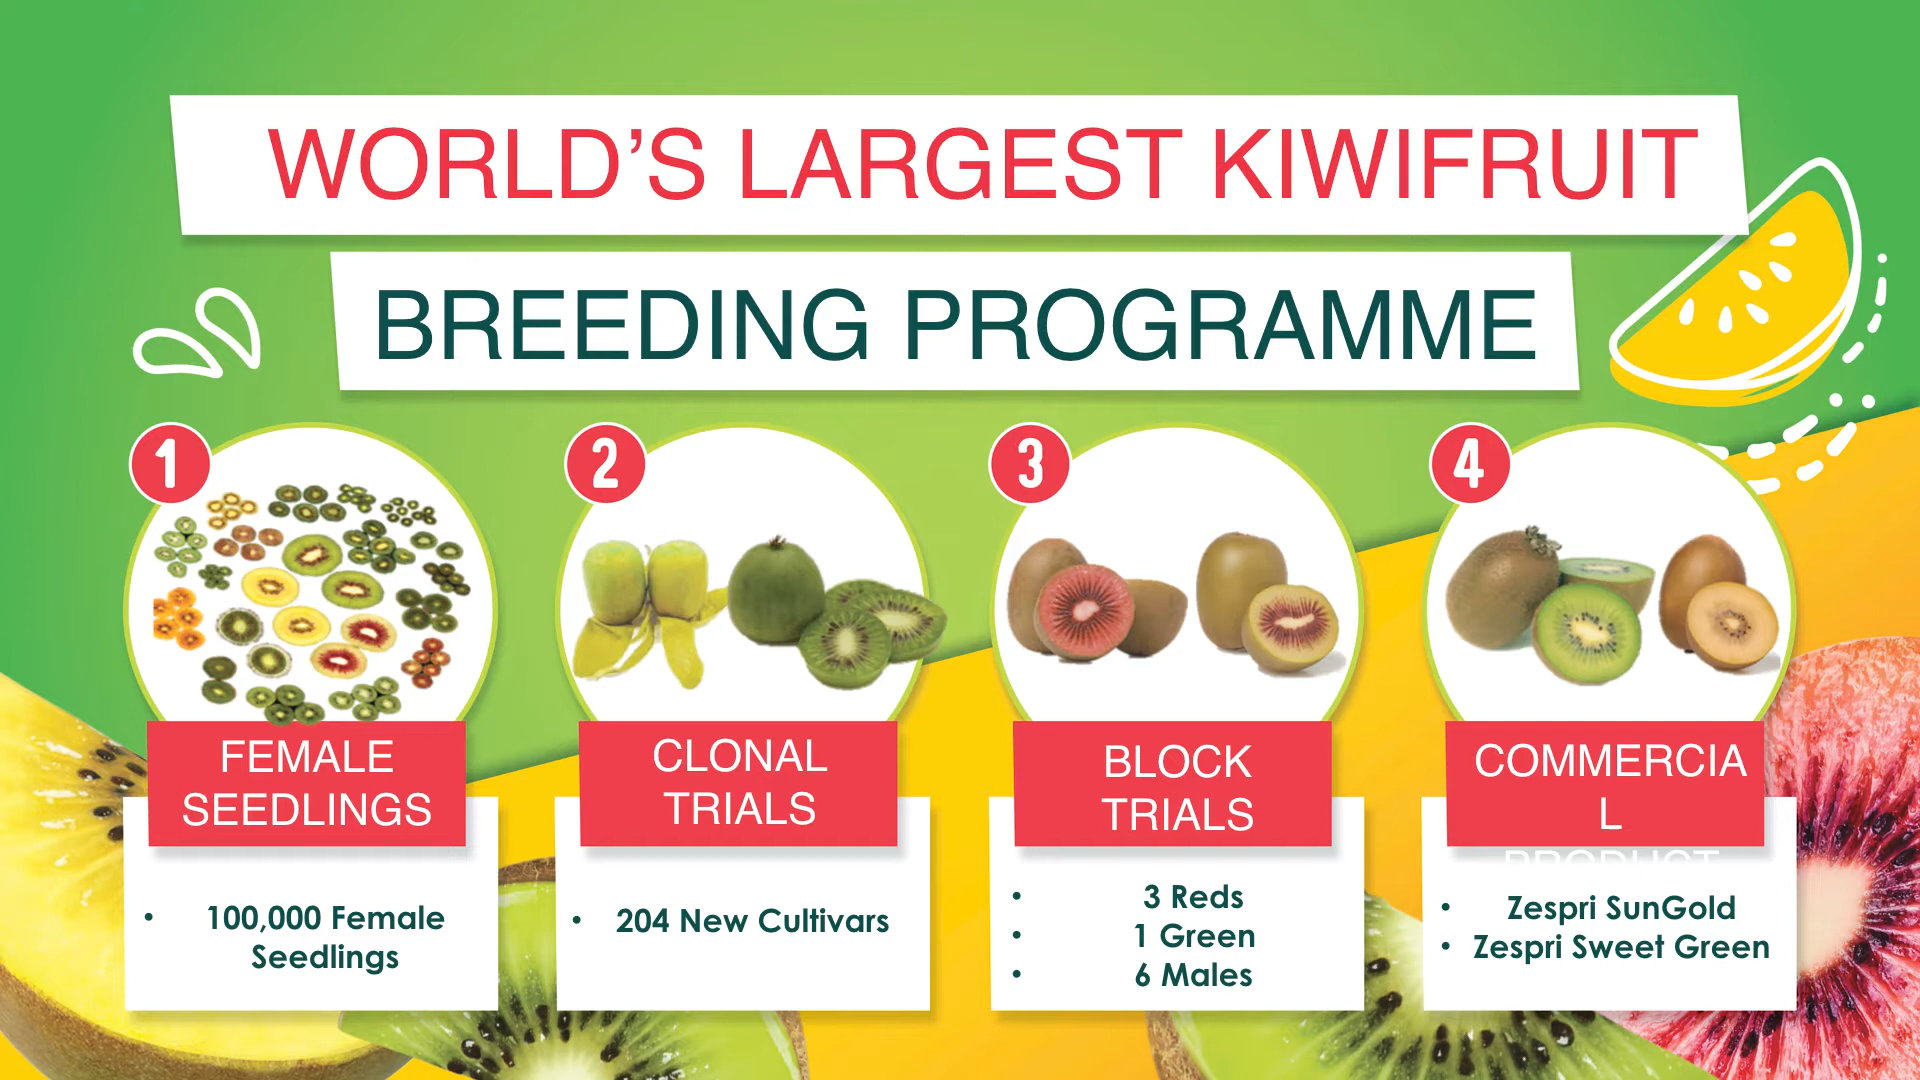 WORLD’S LARGEST KIWIFRUIT
BREEDING PROGRAMME
1
FEMALE
SEEDLINGS
• 100,000 Female
Seedlings
2
CLONAL
TRIALS
• 204 New Cultivars
3
BLOCK
TRIALS
• 3 Reds
• 1 Green
• 6 Males
4
COMMERCIA
L
PRODUCT
• Zespri SunGold
• Zespri Sweet Green